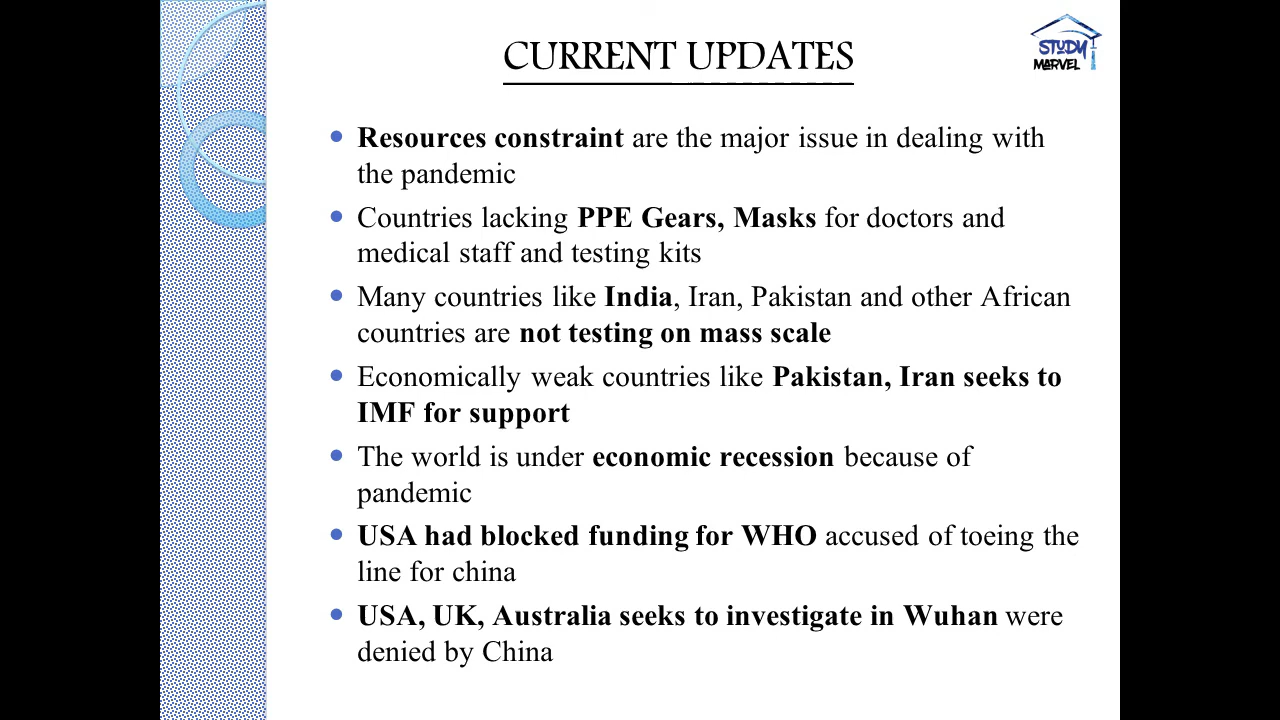 CURRENT UPDATES
STUDY
MARVEL
Resources constraint are the major issue in dealing with
the pandemic
Countries lacking PPE Gears, Masks for doctors and
medical staff and testing kits
Many countries like India, Iran, Pakistan and other African
countries are not testing on mass scale
Economically weak countries like Pakistan, Iran seeks to
IMF for support
The world is under economic recession because of
pandemic
USA had blocked funding for WHO accused of toeing the
line for china
USA, UK, Australia seeks to investigate in Wuhan were
denied by China